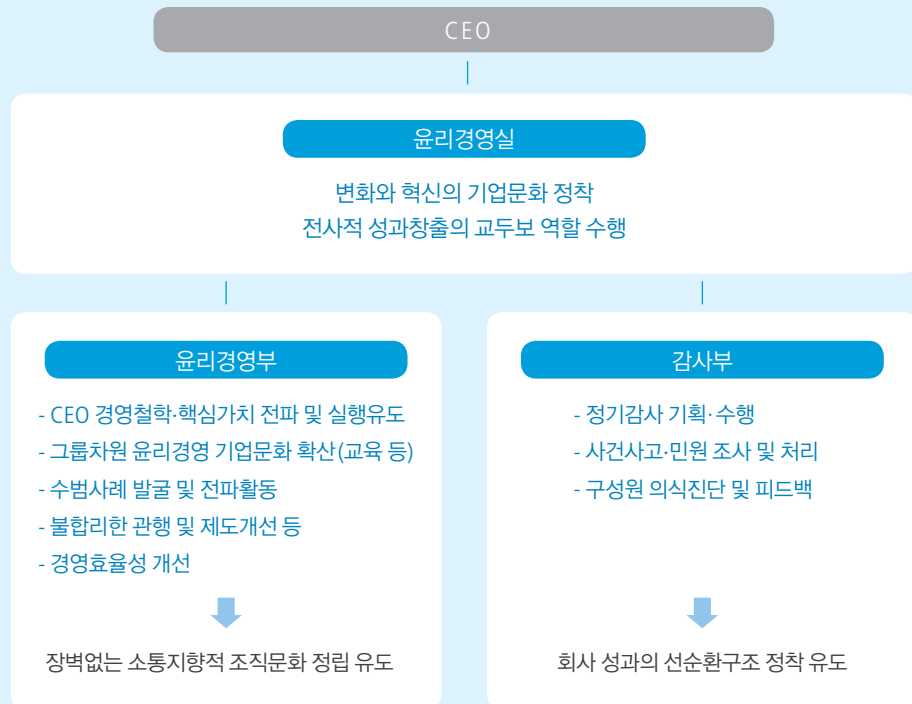 CEO
윤리경영실
변화와 혁신의 기업문화 정착
전사적 성과창출의 교두보 역할 수행
윤리경영부
- CEO 경영철학·핵심가치 전파 및 실행유도
- 그룹차원 윤리경영 기업문화 확산(교육 등)
- 수범사례 발굴 및 전파활동
- 불합리한 관행 및 제도개선 등
- 경영효율성 개선
장벽없는 소통지향적 조직문화 정립 유도
감사부
- 정기감사 기획·수행
- 사건사고·민원 조사 및 처리
- 구성원 의식진단 및 피드백
회사 성과의 선순환구조 정착 유도